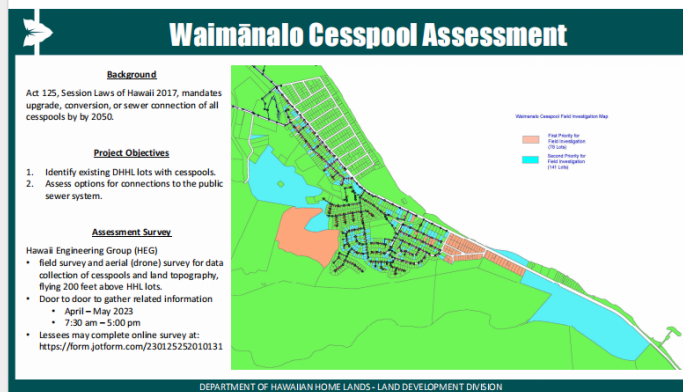 Waimānalo Cesspool Assessment
Background
Act 125, Session Laws of Hawaii 2017, mandates
upgrade, conversion, or sewer connection of all
cesspools by by 2050.
Project Objectives
1. Identify existing DHHL lots with cesspools.
2. Assess options for connections to the public
sewer system.
Assessment Survey
Hawaii Engineering Group (HEG)
• field survey and aerial (drone) survey for data
collection of cesspools and land topography,
flying 200 feet above HHL lots.
• Door to door to gather related information
• April – May 2023
• 7:30 am – 5:00 pm
• Lessees may complete online survey at:
https://form.jotform.com/230125252010131
Waimanalo Cesspool Field Investigation Map
First Priority for
Field Investigation
(78 Lots)
Second Priority for
Field Investigation
(141 Lots)
DEPARTMENT OF HAWAIIAN HOME LANDS - LAND DEVELOPMENT DIVISION